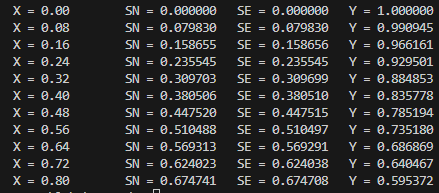 X = 0.00 SN = 0.000000 SE = 0.000000 Y = 1.000000
X = 0.08 SN = 0.079830 SE = 0.079830 Y = 0.990945
X = 0.16 SN = 0.158655 SE = 0.158656 Y = 0.966161
X = 0.24 SN = 0.235545 SE = 0.235545 Y = 0.929501
X = 0.32 SN = 0.309703 SE = 0.309699 Y = 0.884853
X = 0.40 SN = 0.380506 SE = 0.380510 Y = 0.835778
X = 0.48 SN = 0.447520 SE = 0.447515 Y = 0.785194
X = 0.56 SN = 0.510488 SE = 0.510497 Y = 0.735180
X = 0.64 SN = 0.569313 SE = 0.569291 Y = 0.686869
X = 0.72 SN = 0.624023 SE = 0.624038 Y = 0.640467
X = 0.80 SN = 0.674741 SE = 0.674708 Y = 0.595372